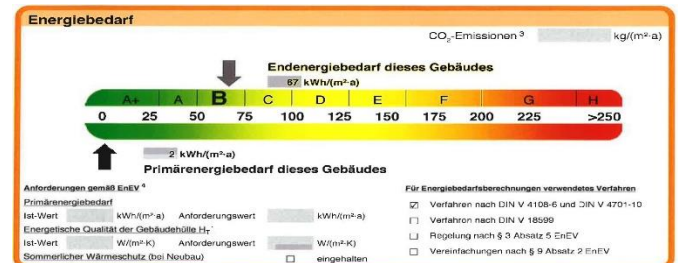 Energiebedarf
CO₂-Emissionen ³ kg/(m²·a)
Endenergiebedarf dieses Gebäudes
67 kWh/(m²·a)
A+ A B C D E F G H
0 25 50 75 100 125 150 175 200 225 >250
2 kWh/(m²·a)
Primärenergiebedarf dieses Gebäudes
Anforderungen gemäß EnEV ⁶ Für Energiebedarfsberechnungen verwendetes Verfahren
Primärenergiebedarf ☑ Verfahren nach DIN V 4108-6 und DIN V 4701-10
Ist-Wert kWh/(m²·a) Anforderungswert kWh/(m²·a) ☐ Verfahren nach DIN V 18599
Energetische Qualität der Gebäudehülle H_T' ☐ Regelung nach § 3 Absatz 5 EnEV
Ist-Wert W/(m²·K) Anforderungswert W/(m²·K) ☐ Vereinfachungen nach § 9 Absatz 2 EnEV
Sommerlicher Wärmeschutz (bei Neubau) ☐ eingehalten